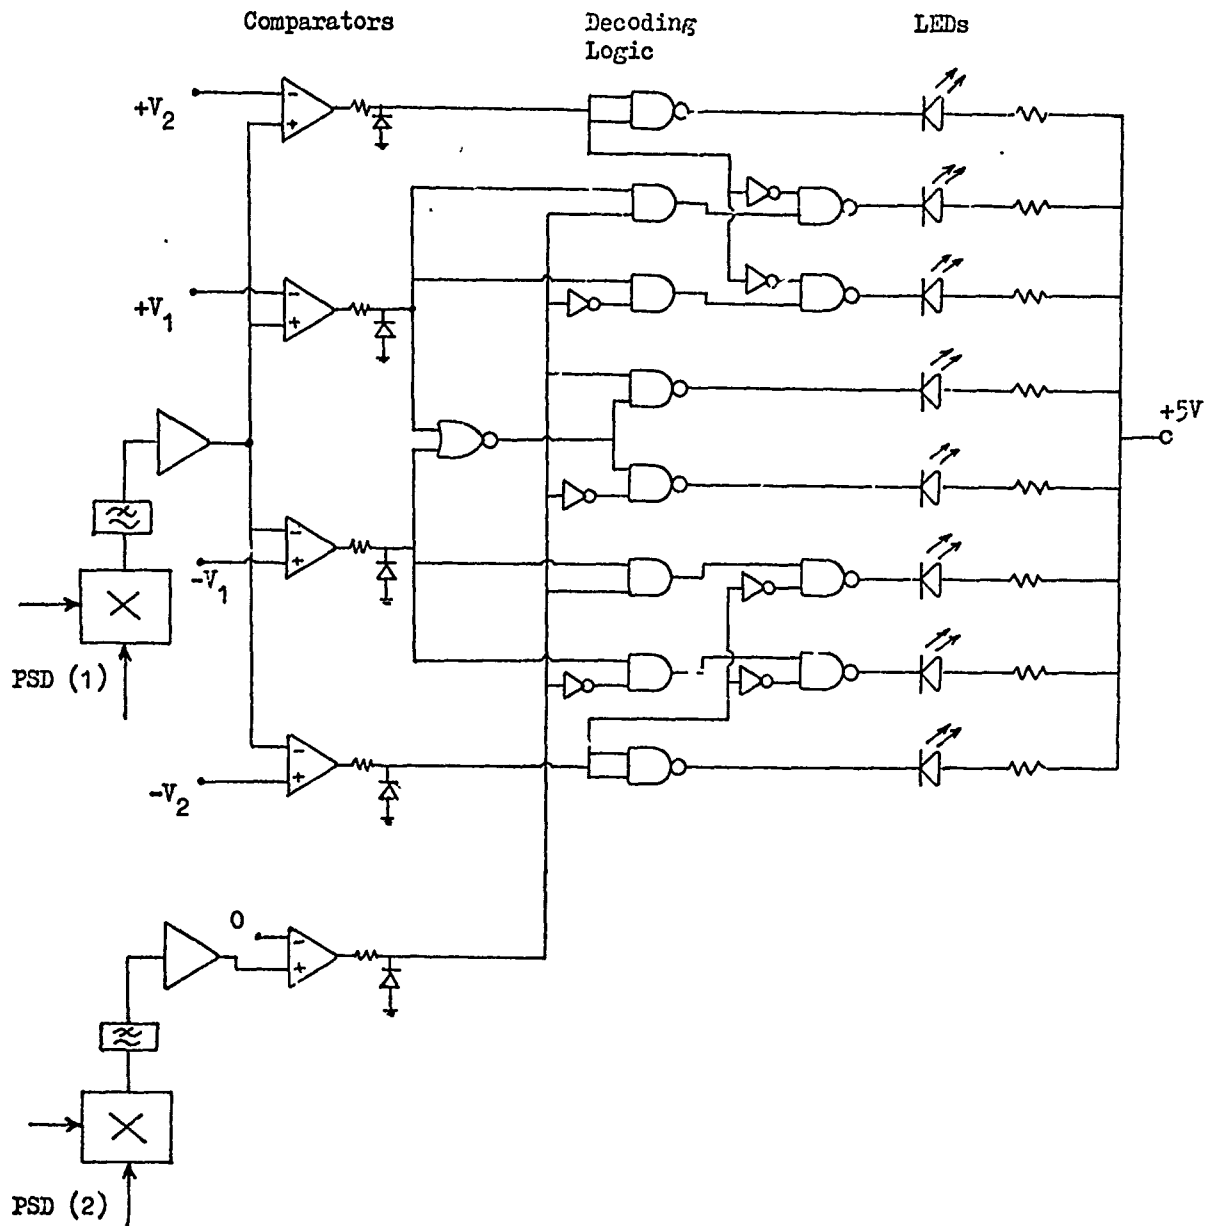 Comparators
Decoding
Logic
LEDs
+V2
+V1
+5V
-V1
PSD (1)
-V2
0
PSD (2)